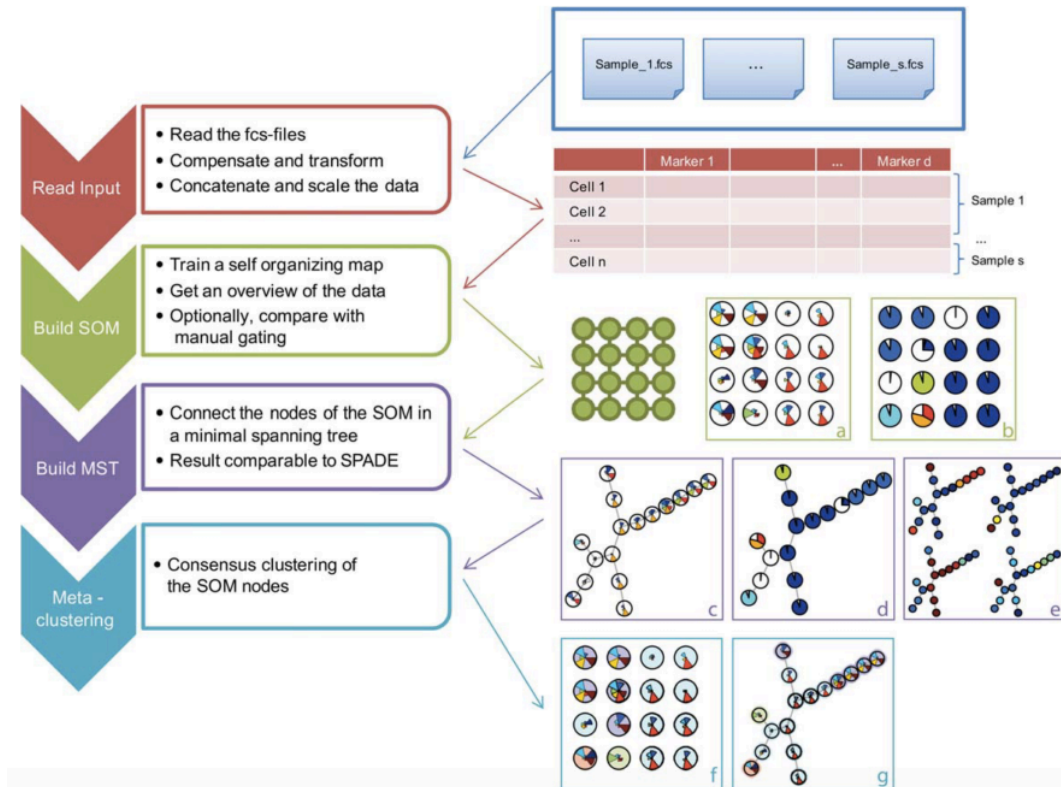 Sample_1.fcs
...
Sample_s.fcs
Read Input
• Read the fcs-files
• Compensate and transform
• Concatenate and scale the data
Marker 1
...
Marker d
Cell 1
Cell 2
...
Cell n
Sample 1
...
Sample s
Build SOM
• Train a self organizing map
• Get an overview of the data
• Optionally, compare with
manual gating
a
b
Build MST
• Connect the nodes of the SOM in
a minimal spanning tree
• Result comparable to SPADE
c
d
e
Meta -
clustering
• Consensus clustering of
the SOM nodes
f
g